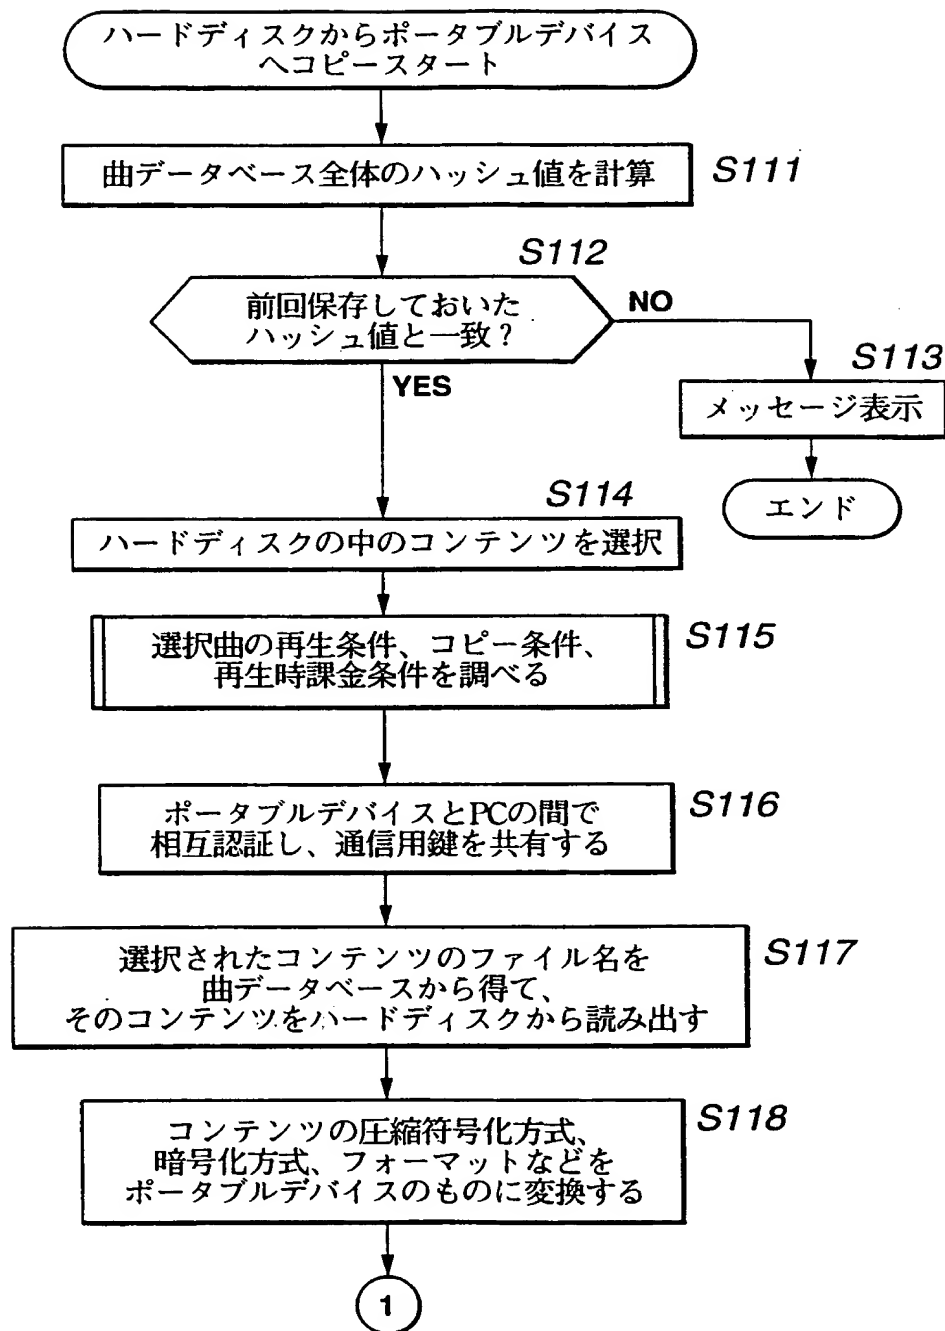 ハードディスクからポータブルデバイス
へコピースタート
曲データベース全体のハッシュ値を計算
S111
S112
前回保存しておいた
ハッシュ値と一致？
NO
YES
S113
メッセージ表示
エンド
S114
ハードディスクの中のコンテンツを選択
S115
選択曲の再生条件、コピー条件、
再生時課金条件を調べる
S116
ポータブルデバイスとPCの間で
相互認証し、通信用鍵を共有する
S117
選択されたコンテンツのファイル名を
曲データベースから得て、
そのコンテンツをハードディスクから読み出す
S118
コンテンツの圧縮符号化方式、
暗号化方式、フォーマットなどを
ポータブルデバイスのものに変換する
1